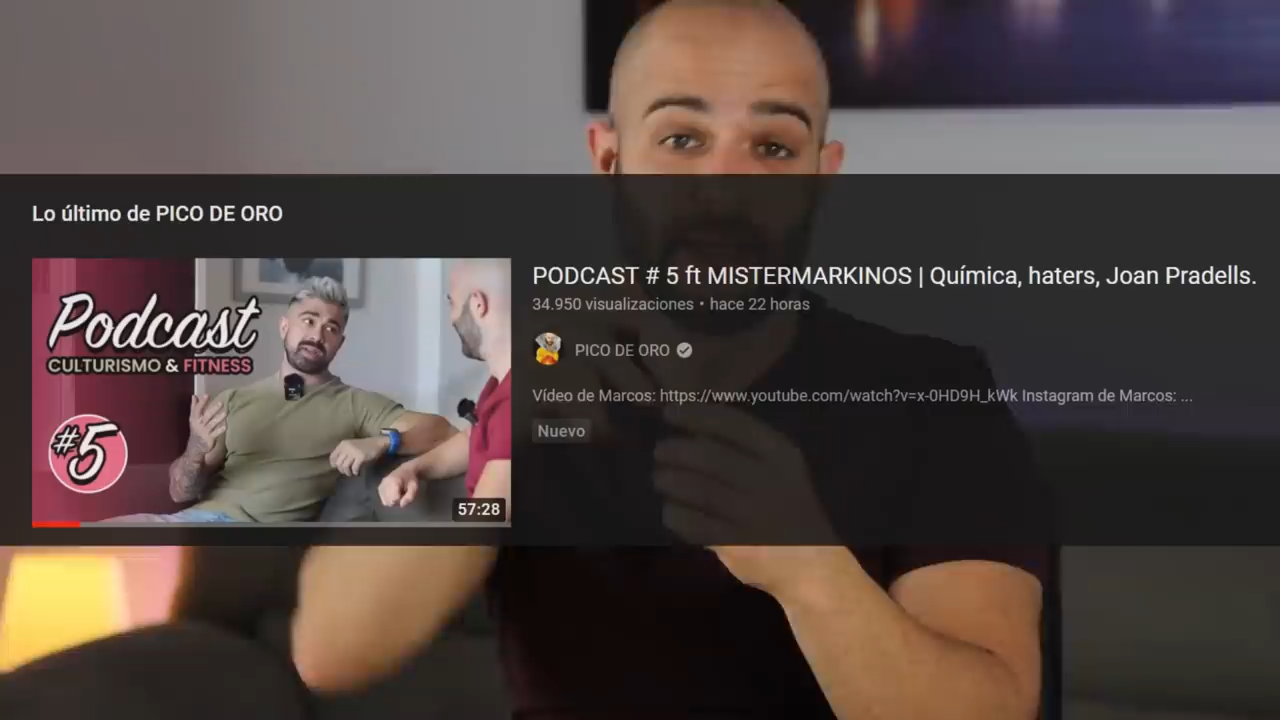 Lo último de PICO DE ORO
Podcast
CULTURISMO & FITNESS
#5
57:28
PODCAST # 5 ft MISTERMARKINOS | Química, haters, Joan Pradells.
34.950 visualizaciones • hace 22 horas
PICO DE ORO
Vídeo de Marcos: https://www.youtube.com/watch?v=x-0HD9H_kWk Instagram de Marcos: ...
Nuevo